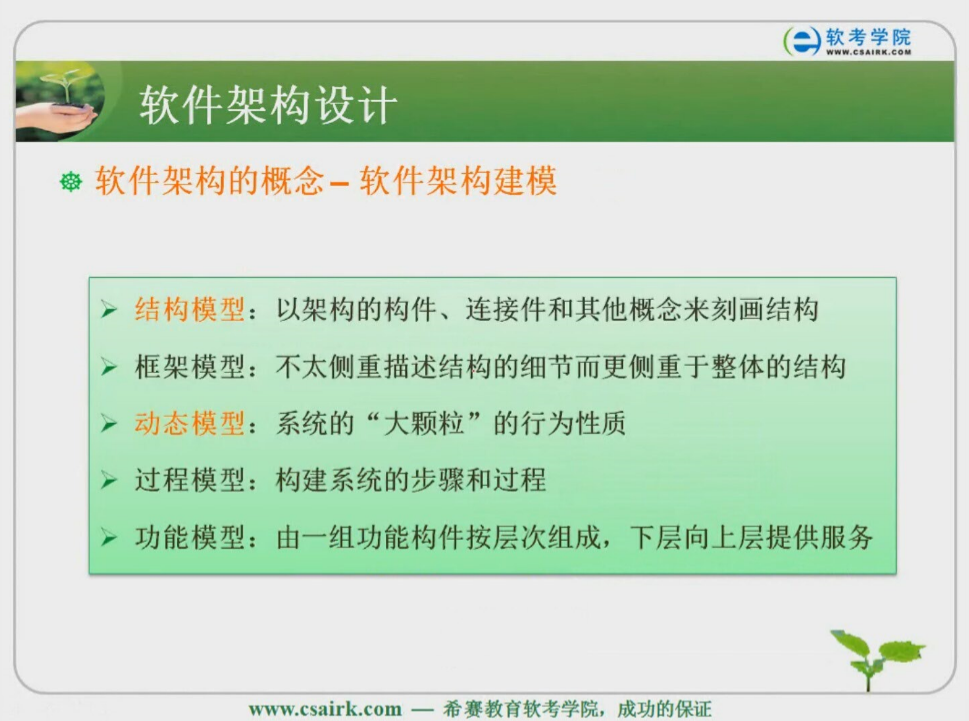 软考学院
WWW.CSAIRK.COM
软件架构设计
软件架构的概念– 软件架构建模
结构模型：以架构的构件、连接件和其他概念来刻画结构
框架模型：不太侧重描述结构的细节而更侧重于整体的结构
动态模型：系统的“大颗粒”的行为性质
过程模型：构建系统的步骤和过程
功能模型：由一组功能构件按层次组成，下层向上层提供服务
www.csairk.com — 希赛教育软考学院，成功的保证